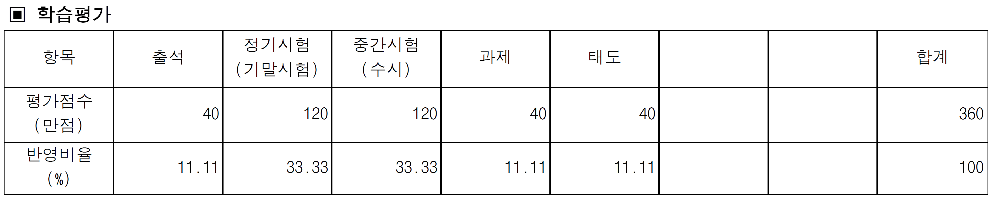 ▣ 학습평가
항목 출석 정기시험 (기말시험) 중간시험 (수시) 과제 태도 합계
평가점수 (만점) 40 120 120 40 40 360
반영비율 (%) 11.11 33.33 33.33 11.11 11.11 100